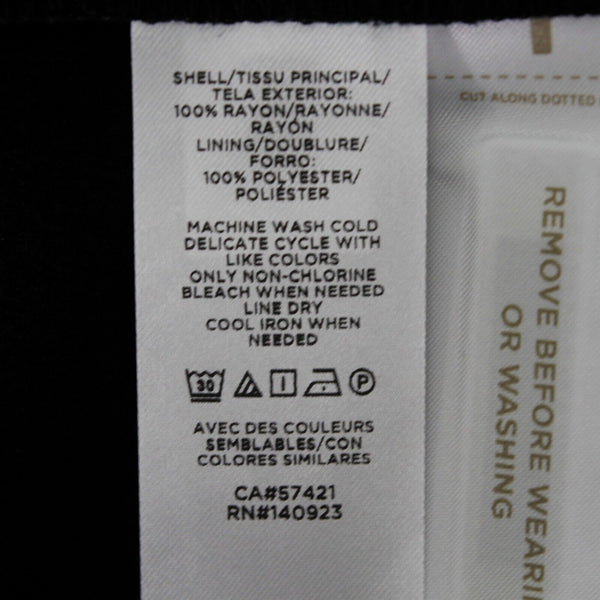 SHELL/TISSU PRINCIPAL/
TELA EXTERIOR:
100% RAYON/RAYONNE/
RAYÓN
LINING/DOUBLURE/
FORRO:
100% POLYESTER/
POLIÉSTER
MACHINE WASH COLD
DELICATE CYCLE WITH
LIKE COLORS
ONLY NON-CHLORINE
BLEACH WHEN NEEDED
LINE DRY
COOL IRON WHEN
NEEDED
30 P
AVEC DES COULEURS
SEMBLABLES/CON
COLORES SIMILARES
CA#57421
RN#140923
CUT ALONG DOTTED
REMOVE BEFORE WEARI
OR WASHING